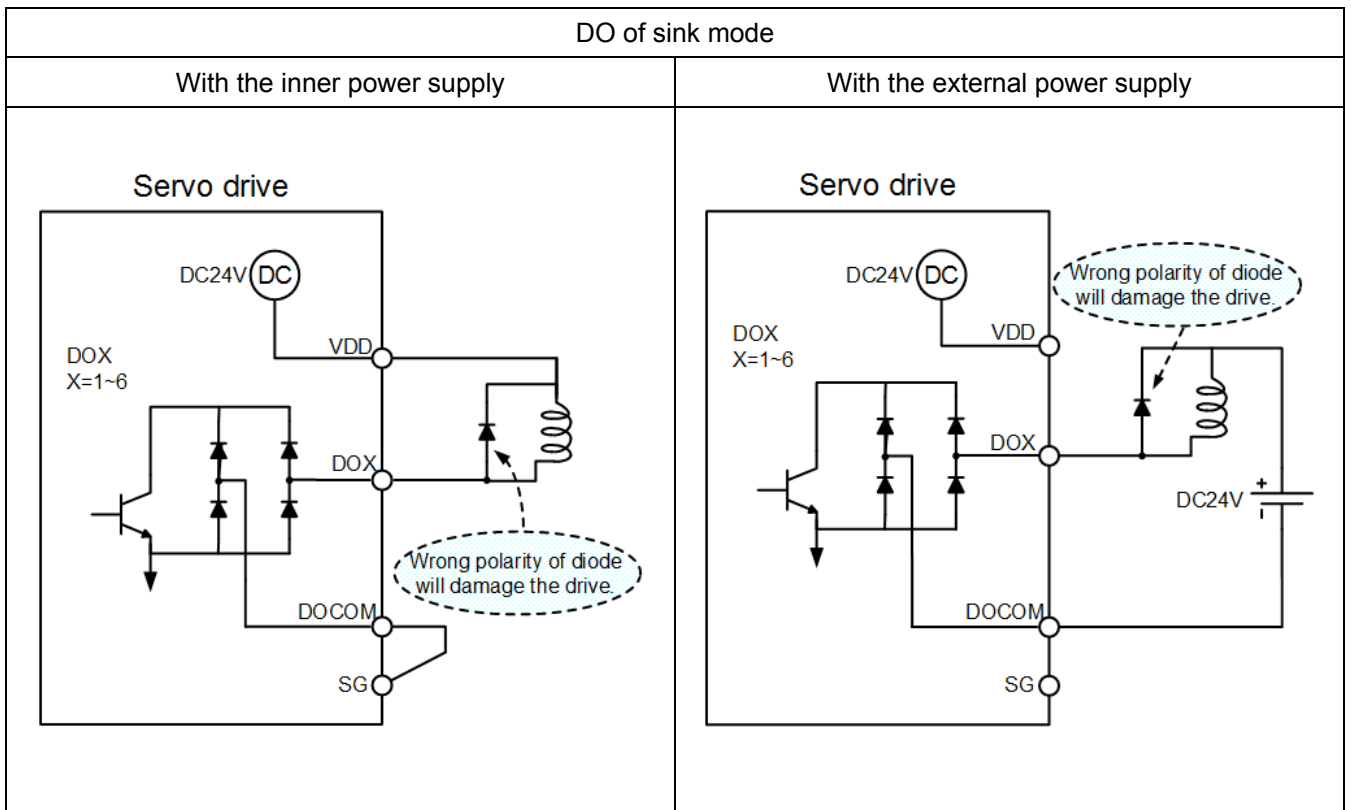 DO of sink mode
With the inner power supply
With the external power supply
Servo drive
DC24V
DC
VDD
DOX
X=1~6
DOX
Wrong polarity of diode
will damage the drive.
DOCOM
SG
Servo drive
DC24V
DC
Wrong polarity of diode
will damage the drive.
VDD
DOX
X=1~6
DOX
+
DC24V
-
DOCOM
SG